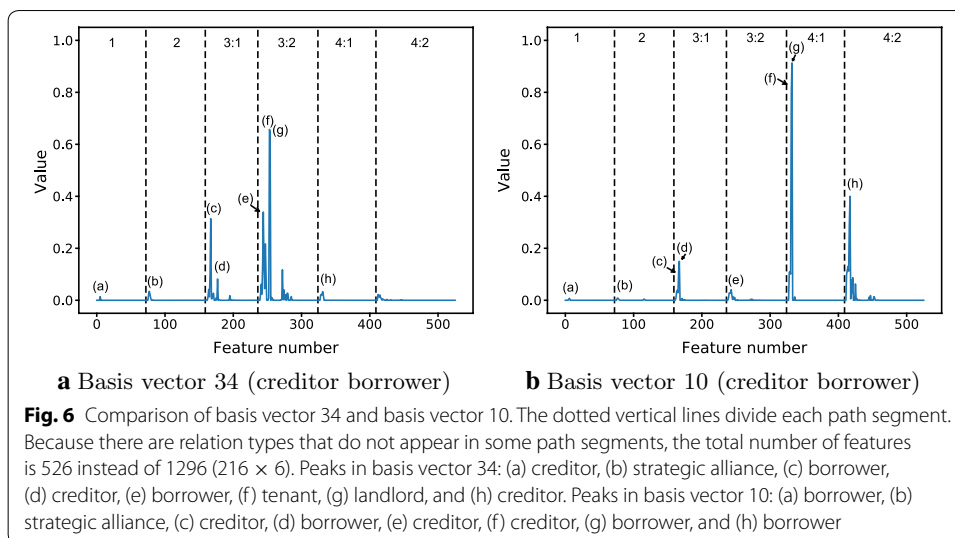 1 2 3:1 3:2 4:1 4:2
1.0
0.8
0.6
0.4
0.2
0.0
Value
(a)
(b)
(c)
(d)
(e)
(f)
(g)
(h)
0 100 200 300 400 500
Feature number
a Basis vector 34 (creditor borrower)
1 2 3:1 3:2 4:1 4:2
1.0
0.8
0.6
0.4
0.2
0.0
Value
(a)
(b)
(c)
(d)
(e)
(f)
(g)
(h)
0 100 200 300 400 500
Feature number
b Basis vector 10 (creditor borrower)
Fig. 6 Comparison of basis vector 34 and basis vector 10. The dotted vertical lines divide each path segment.
Because there are relation types that do not appear in some path segments, the total number of features
is 526 instead of 1296 (216 × 6). Peaks in basis vector 34: (a) creditor, (b) strategic alliance, (c) borrower,
(d) creditor, (e) borrower, (f) tenant, (g) landlord, and (h) creditor. Peaks in basis vector 10: (a) borrower, (b)
strategic alliance, (c) creditor, (d) borrower, (e) creditor, (f) creditor, (g) borrower, and (h) borrower